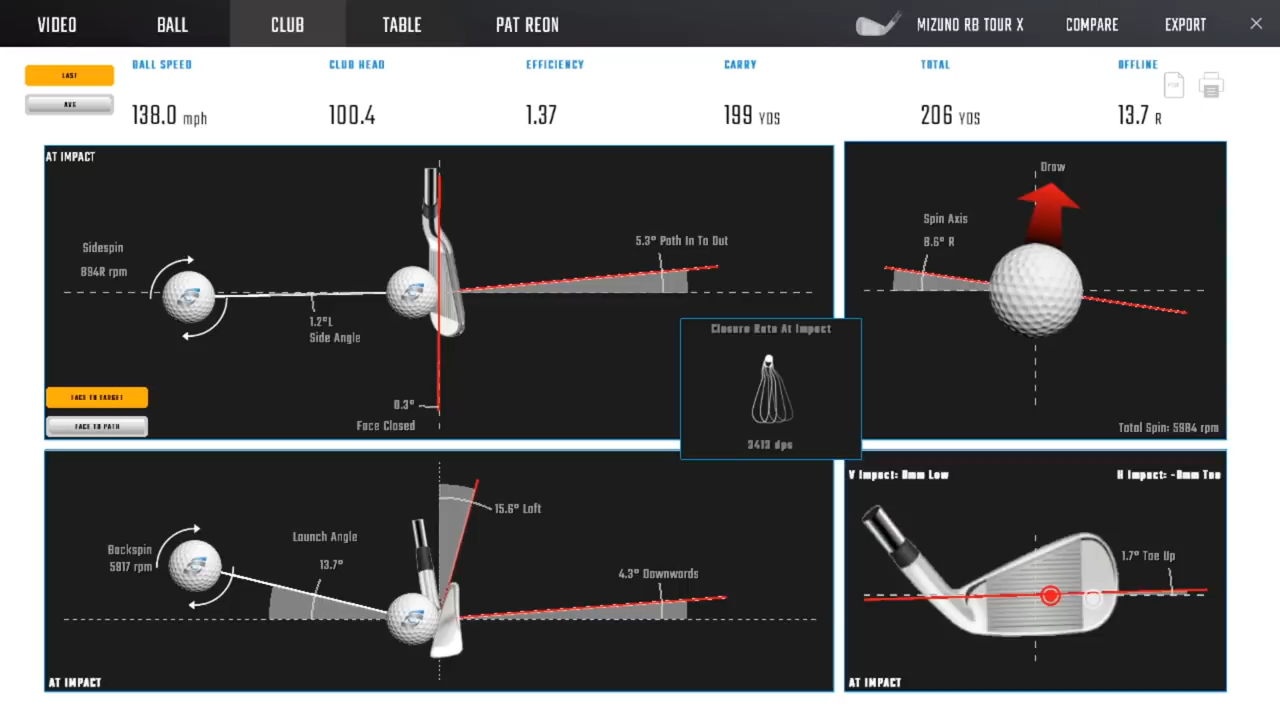 VIDEO
BALL
CLUB
TABLE
PAT REON
MIZUNO RB TOUR X
COMPARE
EXPORT
LAST
AVG
BALL SPEED
138.0 mph
CLUB HEAD
100.4
EFFICIENCY
1.37
CARRY
199 YDS
TOTAL
206 YDS
OFFLINE
13.7 R
PDF
AT IMPACT
Sidespin
894R rpm
1.2°L
Side Angle
5.3° Path In To Out
0.3°
Face Closed
FACE TO TARGET
FACE TO PATH
Draw
Spin Axis
8.6° R
Total Spin: 5984 rpm
Closure Rate At Impact
3413 dps
Backspin
5917 rpm
Launch Angle
13.7°
15.6° Loft
4.3° Downwards
AT IMPACT
V Impact: 0mm Low
H Impact: -8mm Toe
1.7° Toe Up
AT IMPACT